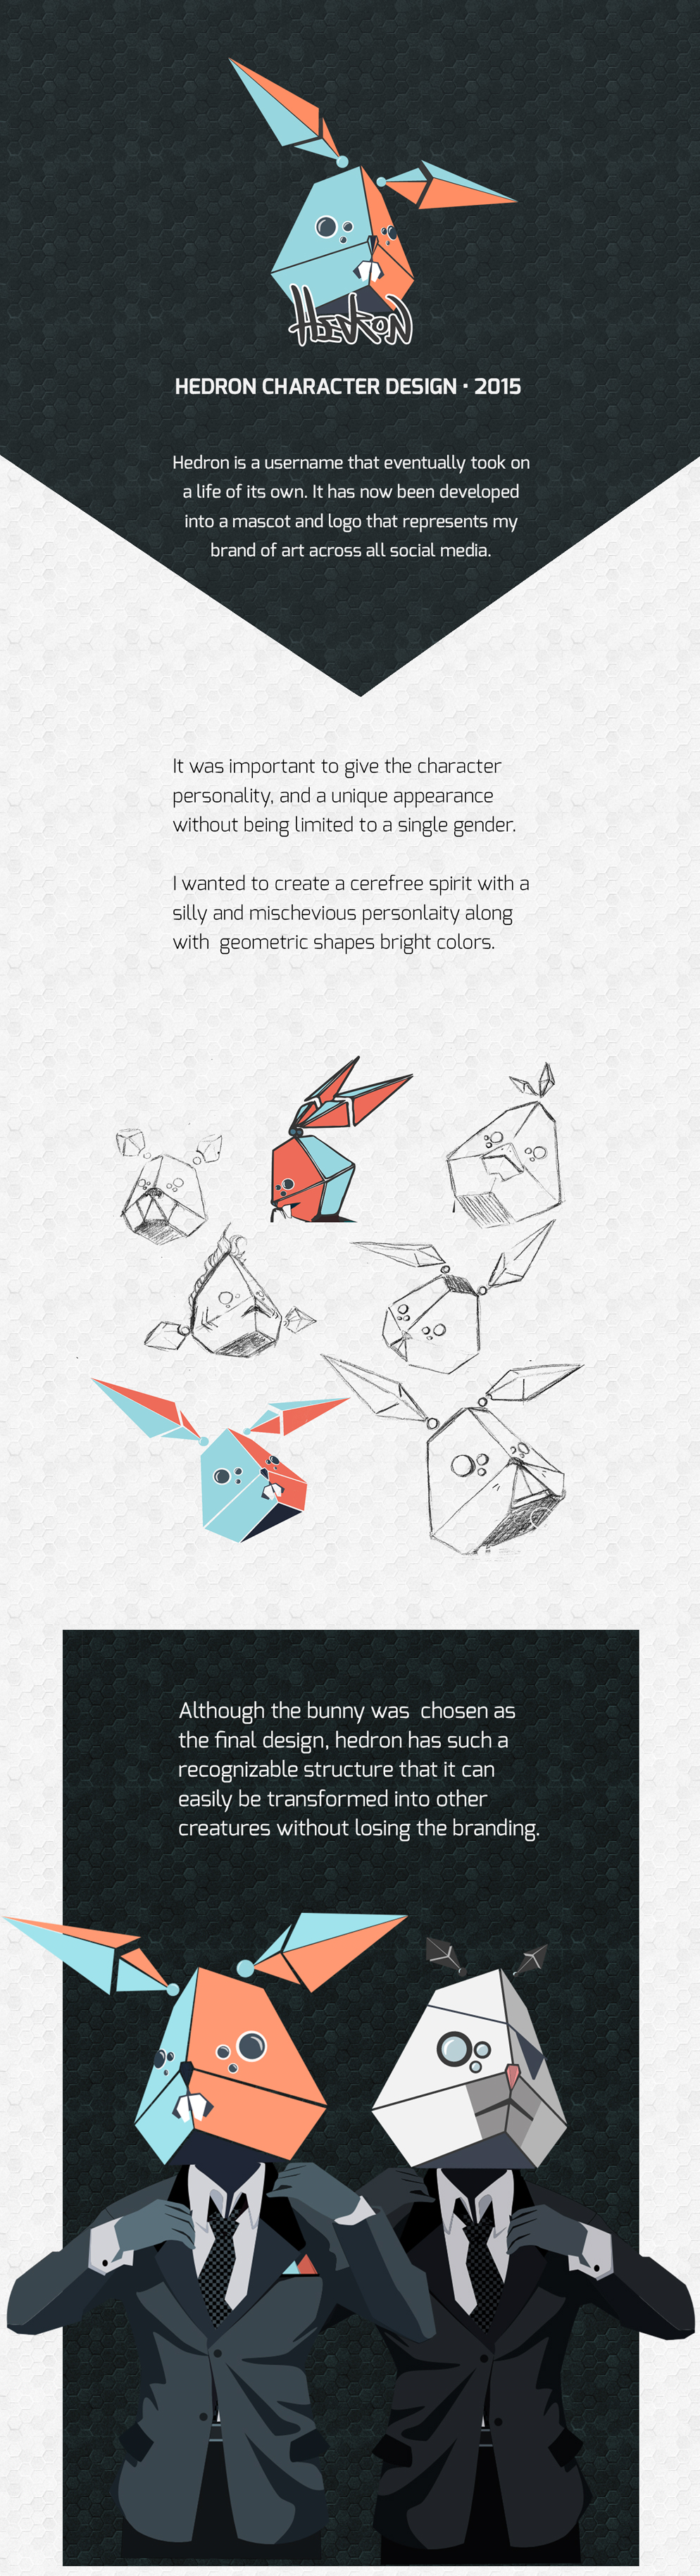 HEDRON
HEDRON CHARACTER DESIGN · 2015
Hedron is a username that eventually took on
a life of its own. It has now been developed
into a mascot and logo that represents my
brand of art across all social media.
It was important to give the character
personality, and a unique appearance
without being limited to a single gender.
I wanted to create a cerefree spirit with a
silly and mischevious personlaity along
with geometric shapes bright colors.
Although the bunny was chosen as
the final design, hedron has such a
recognizable structure that it can
easily be transformed into other
creatures without losing the branding.